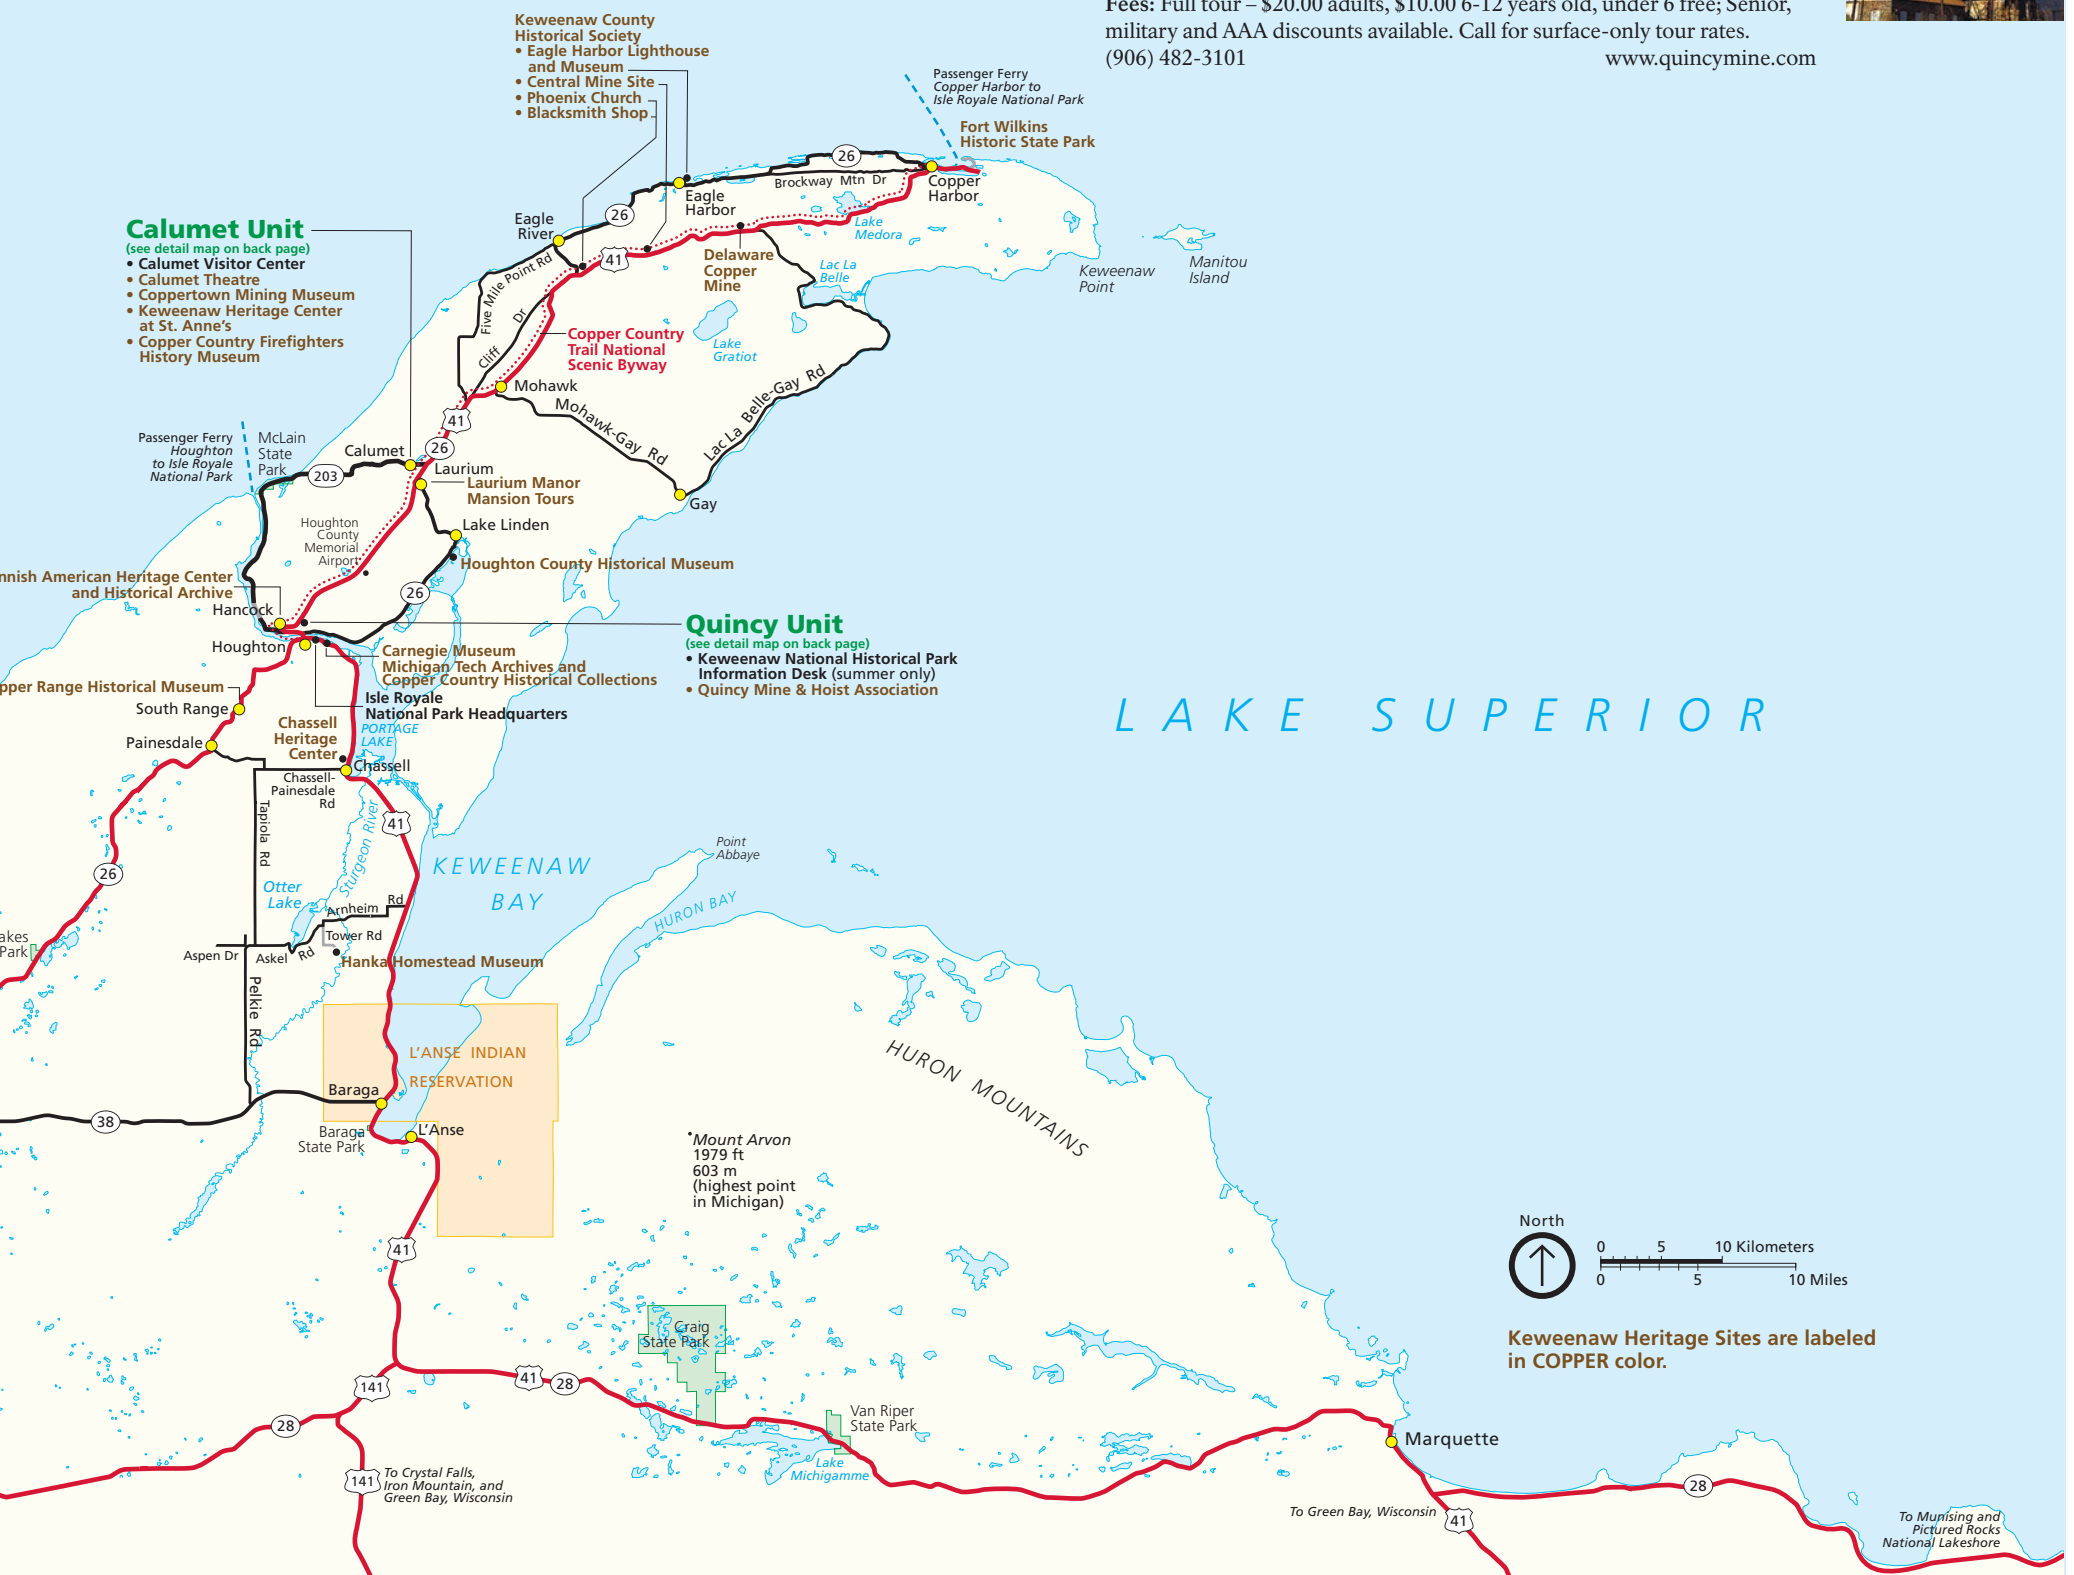 Fees: Full tour – $20.00 adults, $10.00 6-12 years old, under 6 free; Senior,
military and AAA discounts available. Call for surface-only tour rates.
(906) 482-3101 www.quincymine.com
Keweenaw County
Historical Society
• Eagle Harbor Lighthouse
and Museum
• Central Mine Site
• Phoenix Church
• Blacksmith Shop
Passenger Ferry
Copper Harbor to
Isle Royale National Park
Fort Wilkins
Historic State Park
26
Brockway Mtn Dr
Copper
Harbor
Eagle
Harbor
26
Eagle
River
Lake
Medora
41
Delaware
Copper
Mine
Lac La
Belle
Keweenaw
Point
Manitou
Island
Calumet Unit
(see detail map on back page)
• Calumet Visitor Center
• Calumet Theatre
• Coppertown Mining Museum
• Keweenaw Heritage Center
at St. Anne's
• Copper Country Firefighters
History Museum
Five Mile Point Rd
Cliff Dr
Copper Country
Trail National
Scenic Byway
Lake
Gratiot
Mohawk
Mohawk-Gay Rd
Lac La Belle-Gay Rd
Gay
41
26
Passenger Ferry
Houghton
to Isle Royale
National Park
McLain
State
Park
203
Calumet
Laurium
Laurium Manor
Mansion Tours
Lake Linden
Houghton
County
Memorial
Airport
Houghton County Historical Museum
nnish American Heritage Center
and Historical Archive
26
Hancock
Houghton
Quincy Unit
(see detail map on back page)
• Keweenaw National Historical Park
Information Desk (summer only)
• Quincy Mine & Hoist Association
Carnegie Museum
Michigan Tech Archives and
Copper Country Historical Collections
Isle Royale
National Park Headquarters
pper Range Historical Museum
South Range
Painesdale
Chassell
Heritage
Center
PORTAGE
LAKE
Chassell
Chassell-
Painesdale
Rd
LAKE SUPERIOR
Tapiola Rd
Sturgeon River
41
26
KEWEENAW
BAY
Point
Abbaye
HURON BAY
Otter
Lake
Arnheim Rd
Tower Rd
akes
Park
Aspen Dr
Askel Rd
Hanka Homestead Museum
Pelkie Rd
L'ANSE INDIAN
RESERVATION
HURON MOUNTAINS
Baraga
38
Baraga
State Park
L'Anse
Mount Arvon
1979 ft
603 m
(highest point
in Michigan)
41
North
0 5 10 Kilometers
0 5 10 Miles
Keweenaw Heritage Sites are labeled
in COPPER color.
Craig
State Park
141
41
28
28
Van Riper
State Park
Lake
Michigamme
Marquette
141
To Crystal Falls,
Iron Mountain, and
Green Bay, Wisconsin
28
To Green Bay, Wisconsin
41
To Munising and
Pictured Rocks
National Lakeshore